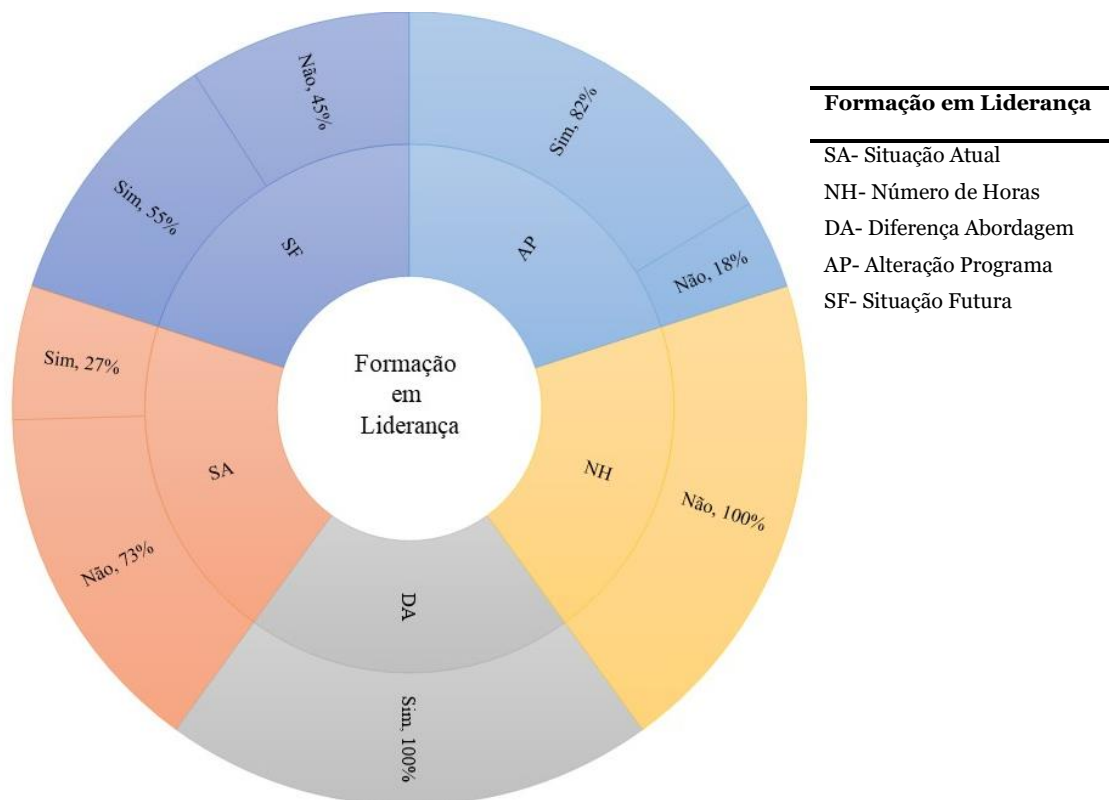 Não, 45%
Sim, 82%
Sim, 55%
SF
AP
Não, 18%
Sim, 27%
Formação
em
Liderança
SA
NH
Não, 73%
Não, 100%
DA
Sim, 100%
Formação em Liderança
SA- Situação Atual
NH- Número de Horas
DA- Diferença Abordagem
AP- Alteração Programa
SF- Situação Futura